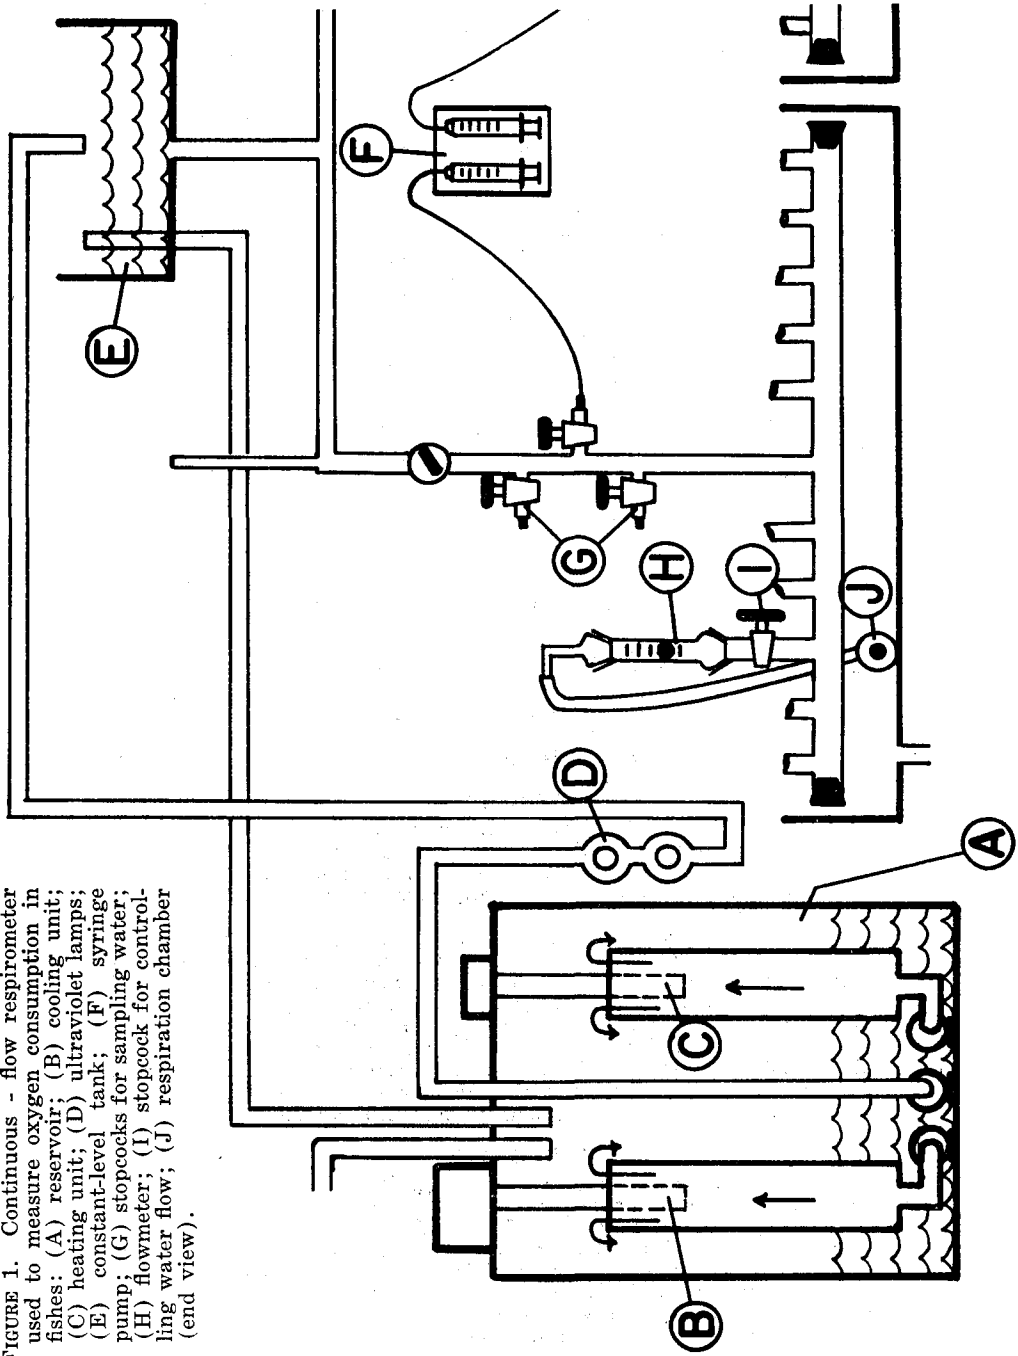 FIGURE 1. Continuous - flow respirometer
used to measure oxygen consumption in
fishes: (A) reservoir; (B) cooling unit;
(C) heating unit; (D) ultraviolet lamps;
(E) constant-level tank; (F) syringe
pump; (G) stopcocks for sampling water;
(H) flowmeter; (I) stopcock for control-
ling water flow; (J) respiration chamber
(end view).
E
F
G
H
I
J
D
A
C
B